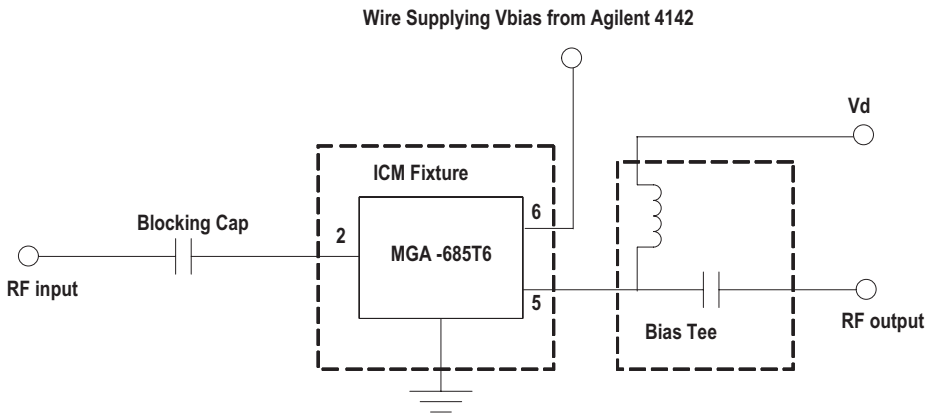 Wire Supplying Vbias from Agilent 4142
Vd
ICM Fixture
6
Blocking Cap
2
MGA -685T6
RF input
5
Bias Tee
RF output